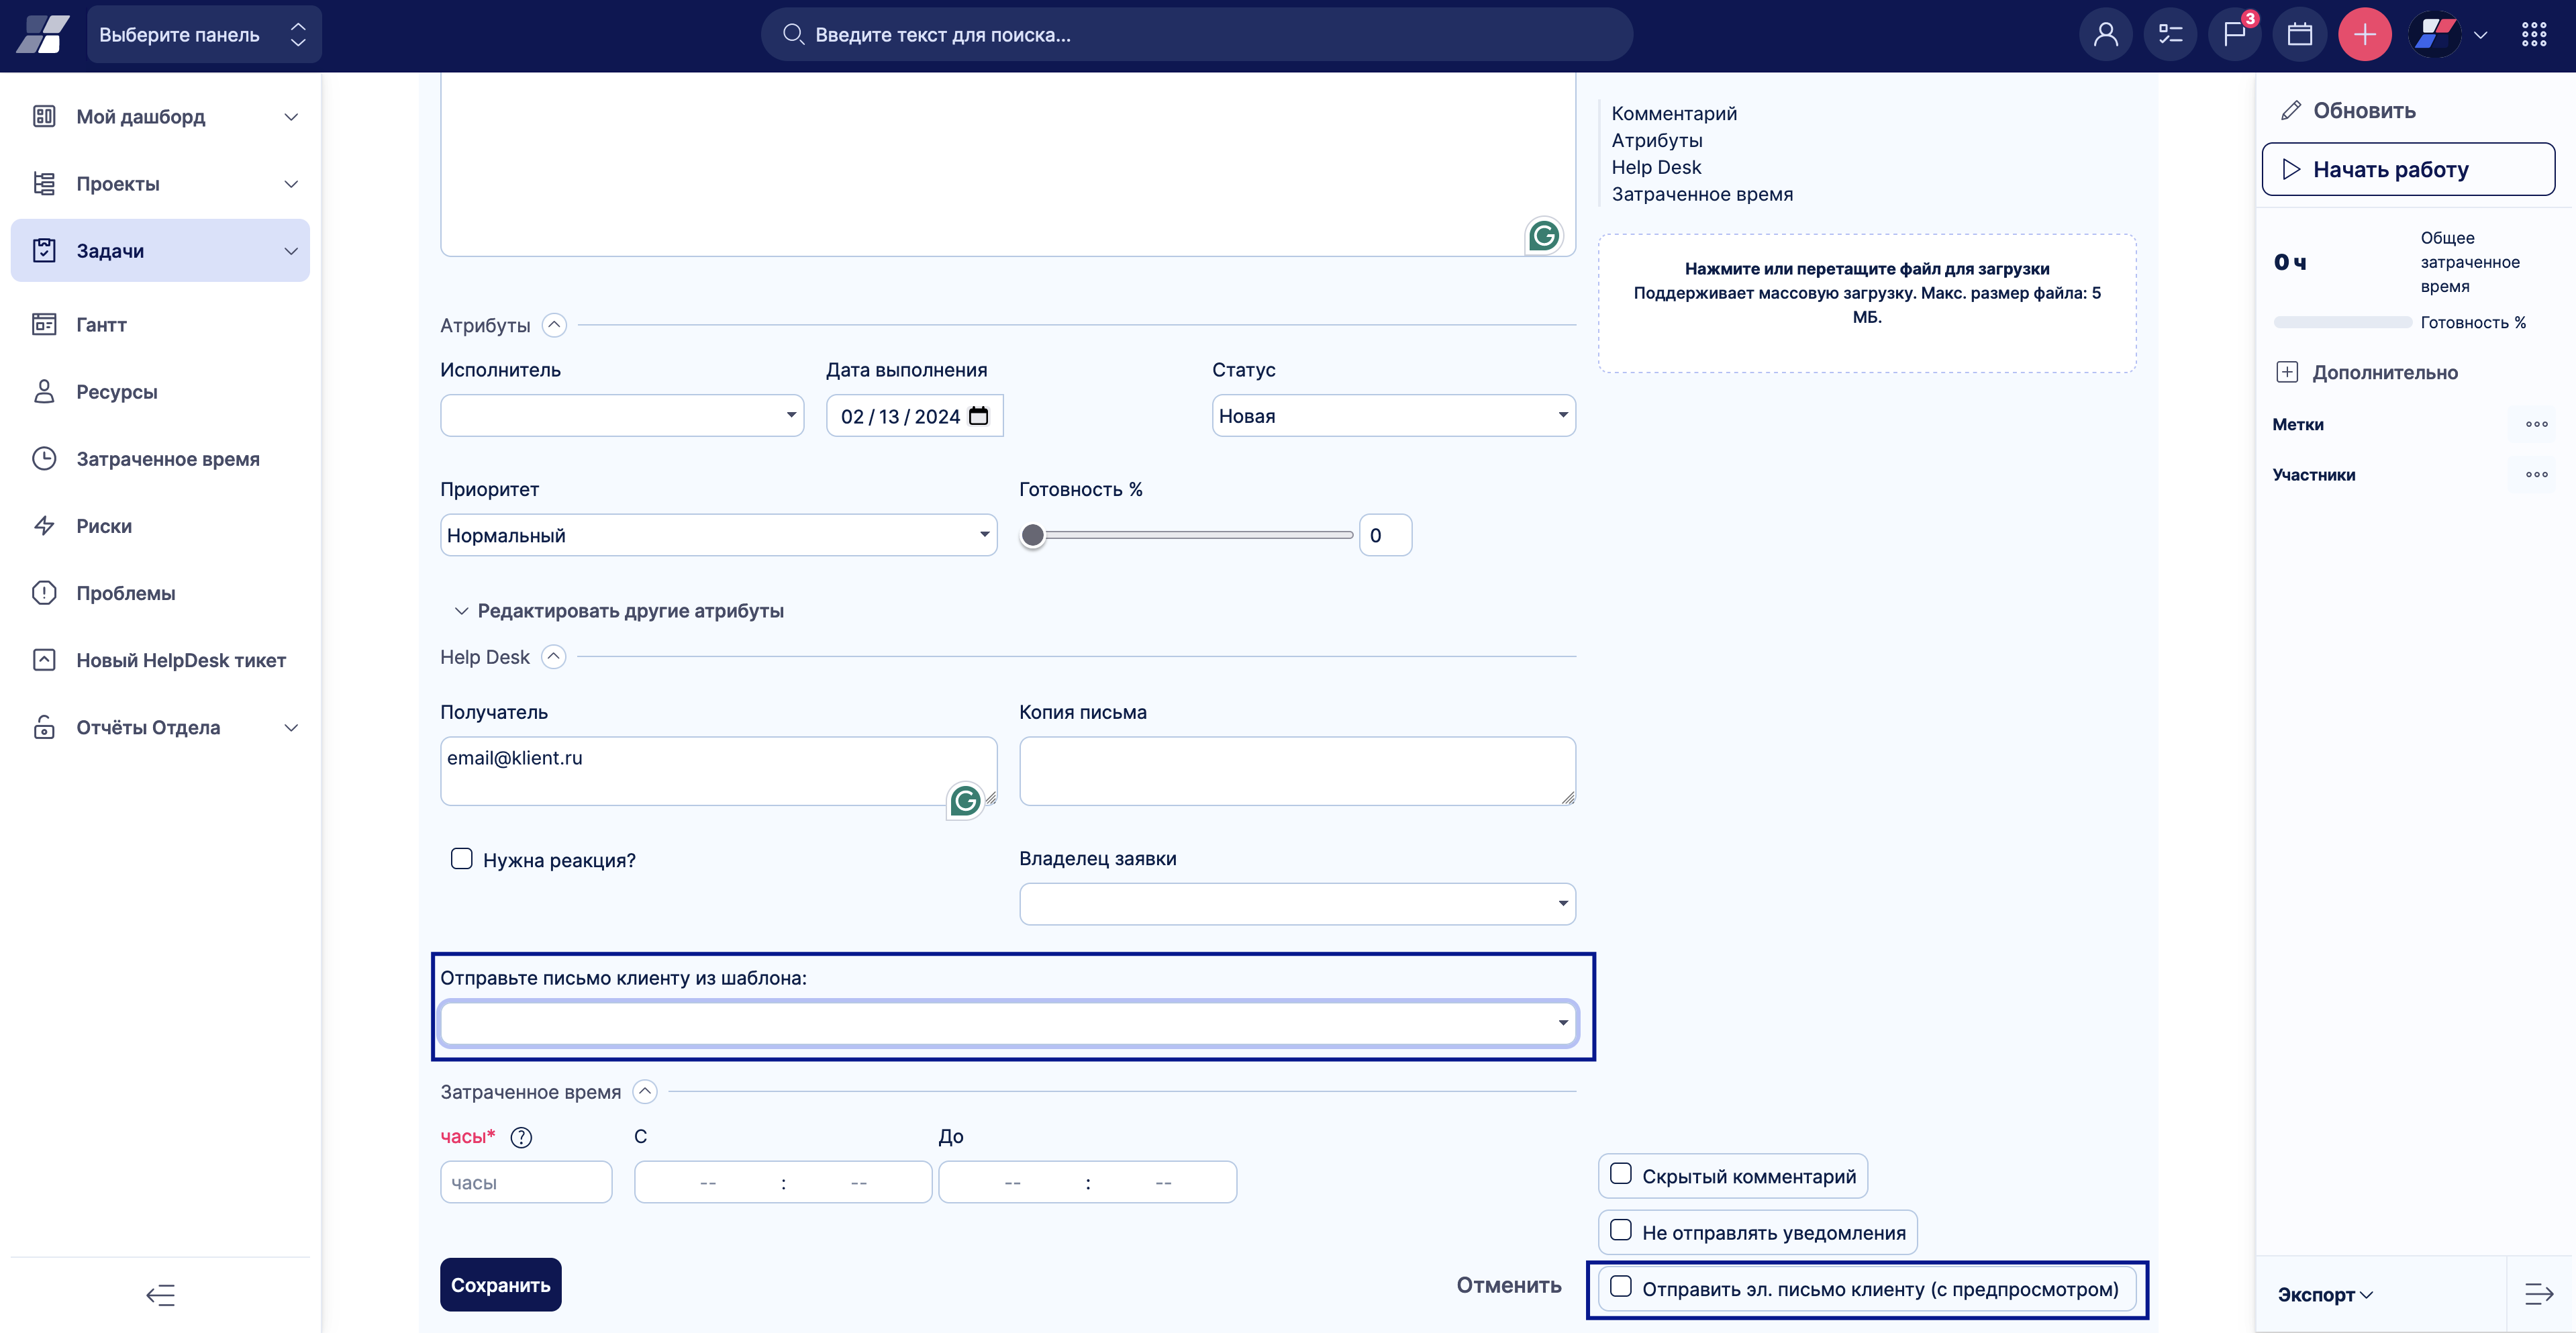 Выберите панель
Введите текст для поиска...
3
Мой дашборд
Проекты
Задачи
Гантт
Ресурсы
Затраченное время
Риски
Проблемы
Новый HelpDesk тикет
Отчёты Отдела
Атрибуты
Исполнитель
Дата выполнения
Статус
02 / 13 / 2024
Новая
Приоритет
Готовность %
Нормальный
0
Редактировать другие атрибуты
Help Desk
Получатель
Копия письма
email@klient.ru
Нужна реакция?
Владелец заявки
Отправьте письмо клиенту из шаблона:
Затраченное время
часы*
?
С
До
часы
-- : --
-- : --
Сохранить
Отменить
Комментарий
Атрибуты
Help Desk
Затраченное время
Нажмите или перетащите файл для загрузки
Поддерживает массовую загрузку. Макс. размер файла: 5
МБ.
Скрытый комментарий
Не отправлять уведомления
Отправить эл. письмо клиенту (с предпросмотром)
Обновить
Начать работу
0 ч
Общее
затраченное
время
Готовность %
Дополнительно
Метки
Участники
Экспорт